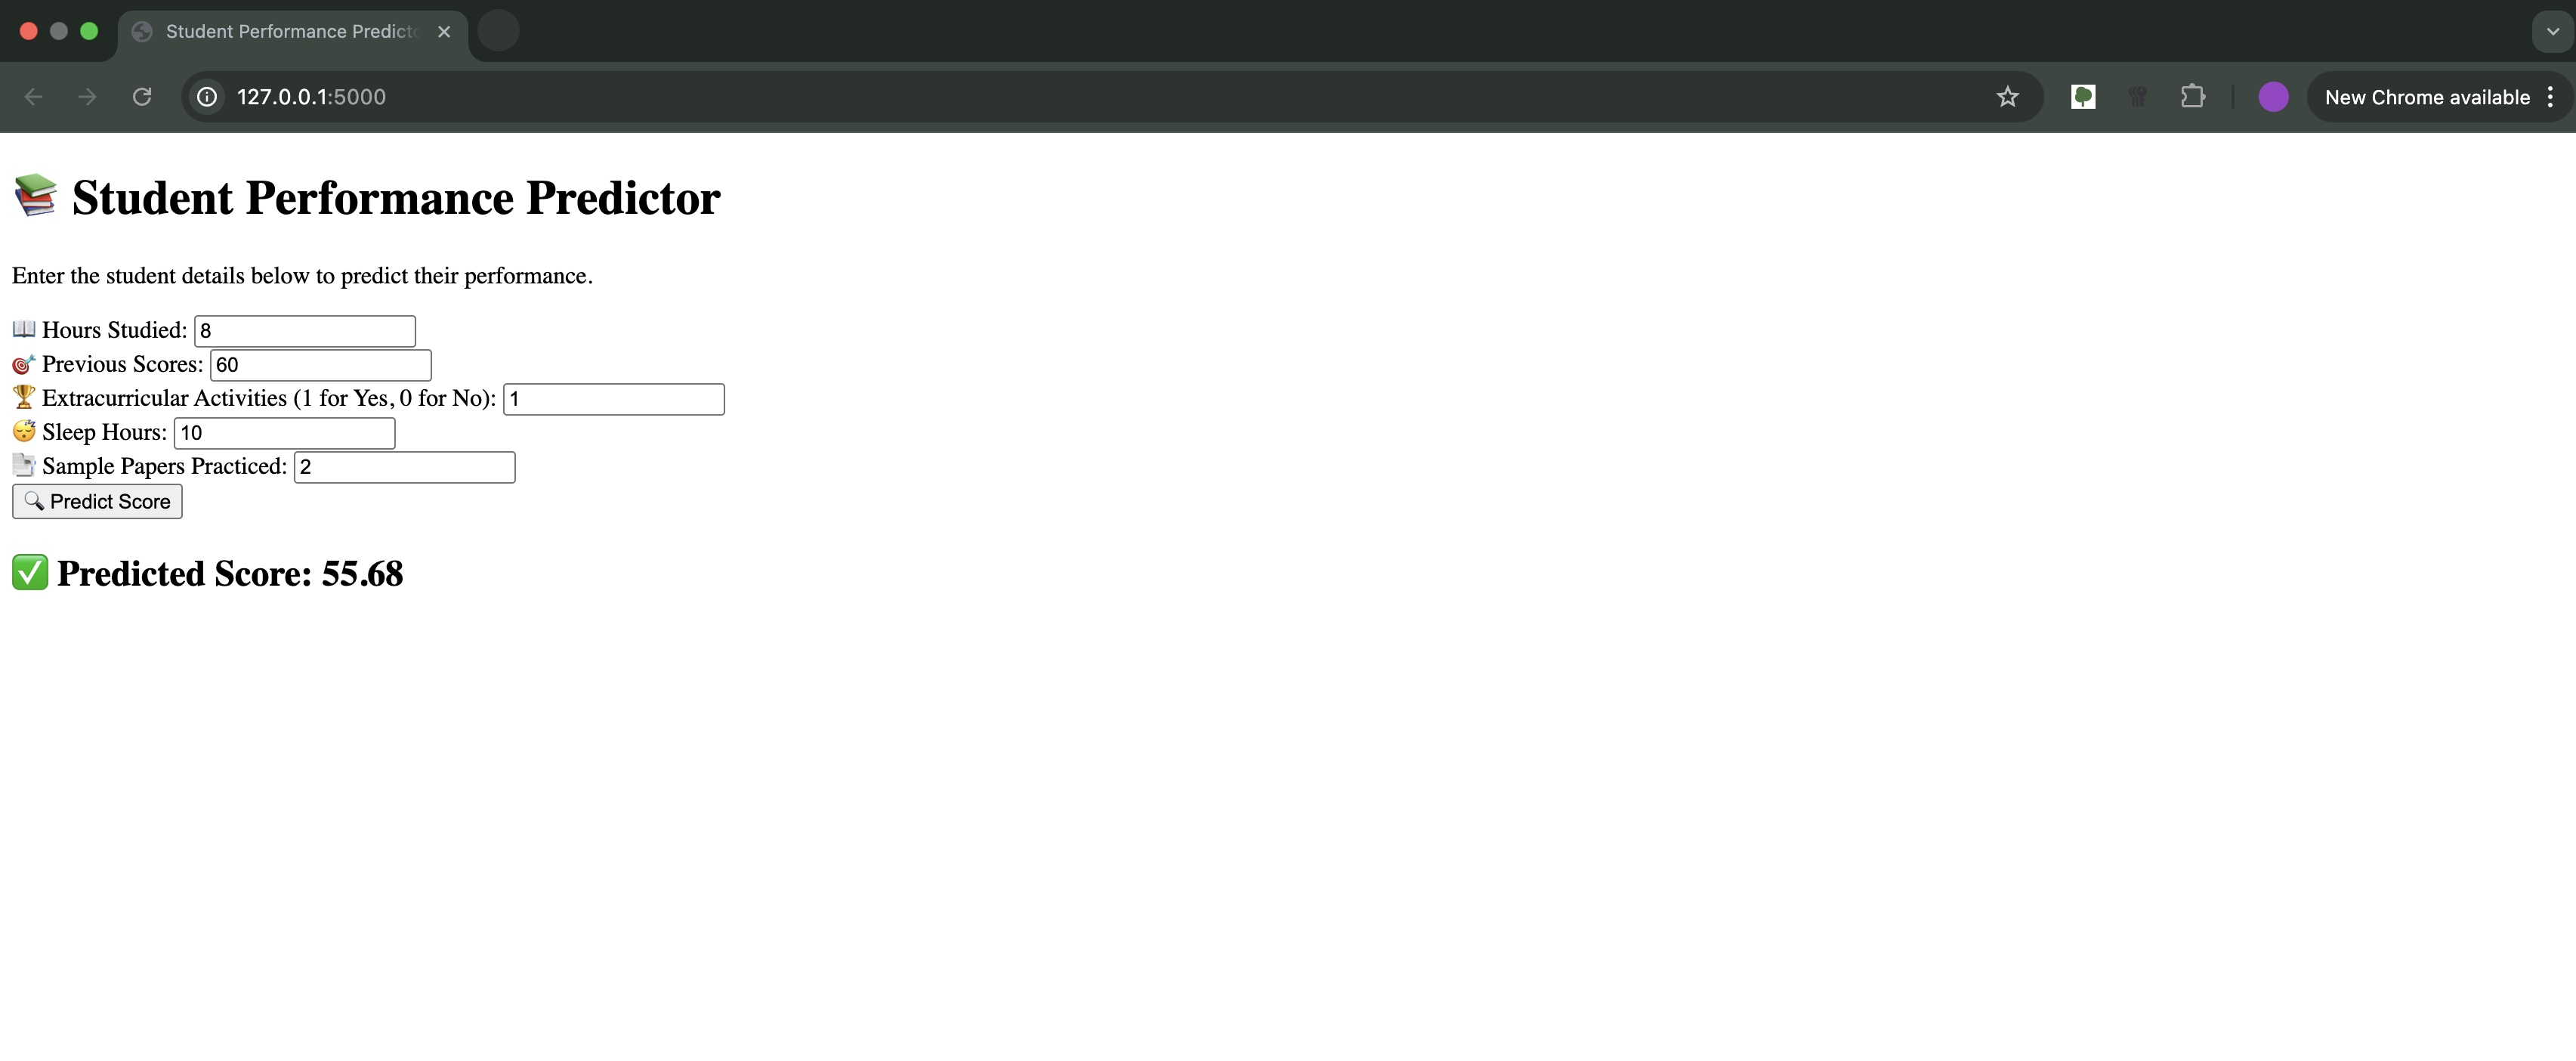 Student Performance Predict
127.0.0.1:5000
New Chrome available
📚 Student Performance Predictor
Enter the student details below to predict their performance.
📖 Hours Studied: 8
🎯 Previous Scores: 60
🏆 Extracurricular Activities (1 for Yes, 0 for No): 1
😴 Sleep Hours: 10
📄 Sample Papers Practiced: 2
🔍 Predict Score
✅ Predicted Score: 55.68